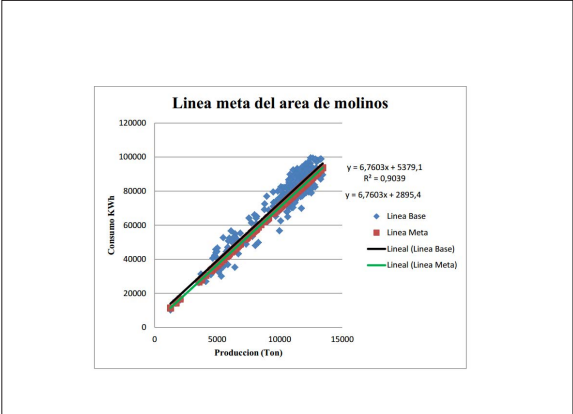 Linea meta del area de molinos
120000
100000
80000
60000
40000
20000
0
Consumo KWh
0 5000 10000 15000
Produccion (Ton)
y = 6,7603x + 5379,1
R² = 0,9039
y = 6,7603x + 2895,4
Linea Base
Linea Meta
Lineal (Linea Base)
Lineal (Linea Meta)